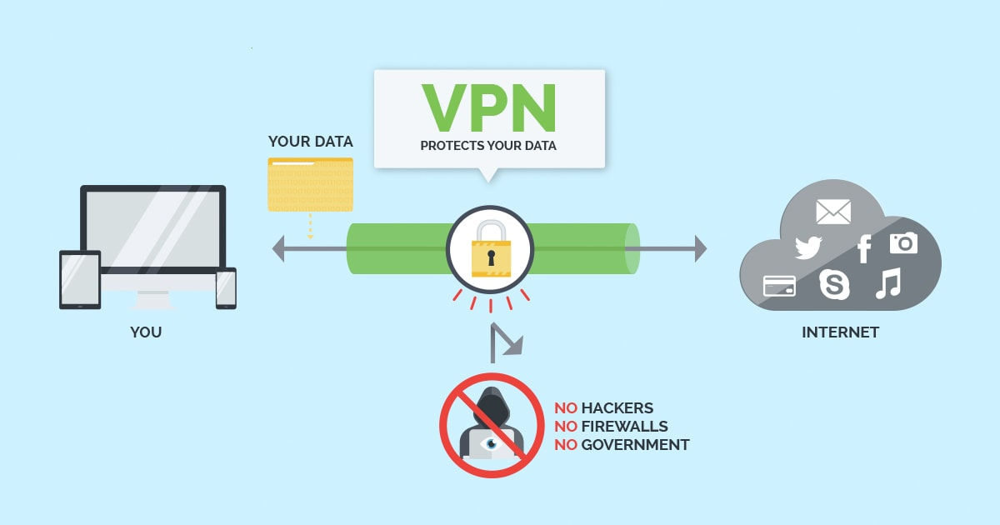 VPN
PROTECTS YOUR DATA
YOUR DATA
YOU
INTERNET
NO HACKERS
NO FIREWALLS
NO GOVERNMENT